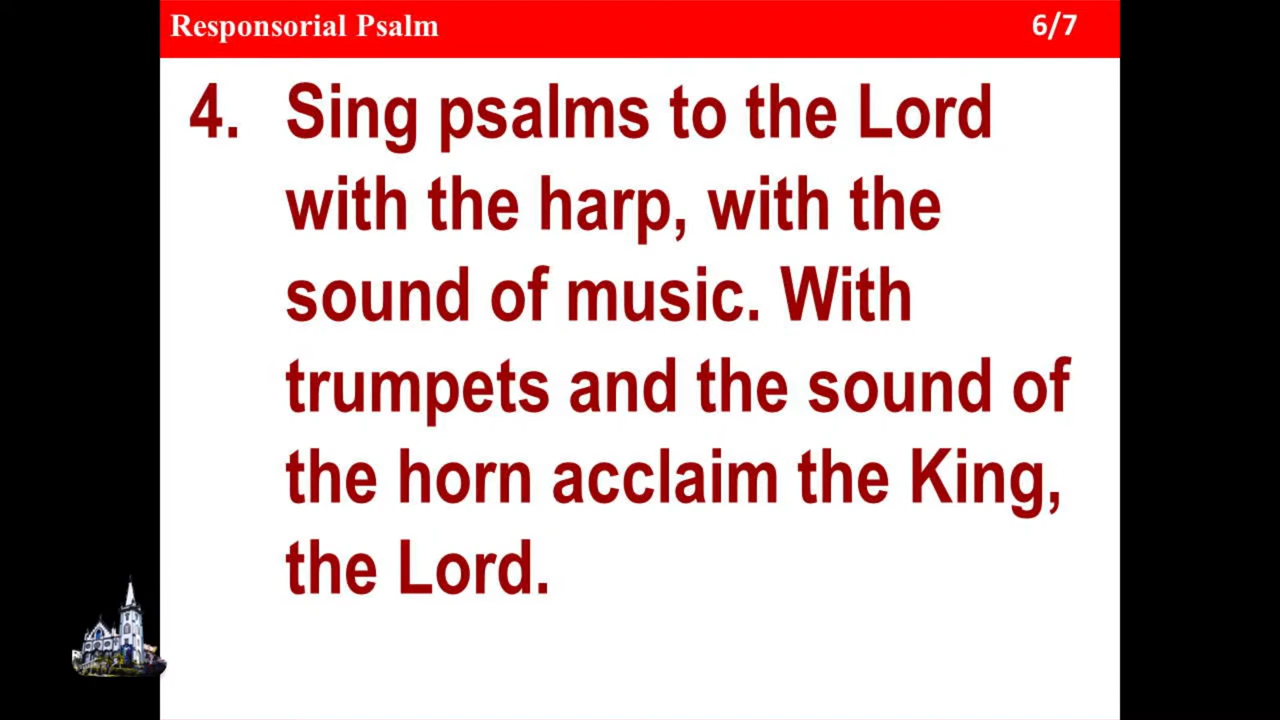 Responsorial Psalm 6/7
4. Sing psalms to the Lord
with the harp, with the
sound of music. With
trumpets and the sound of
the horn acclaim the King,
the Lord.